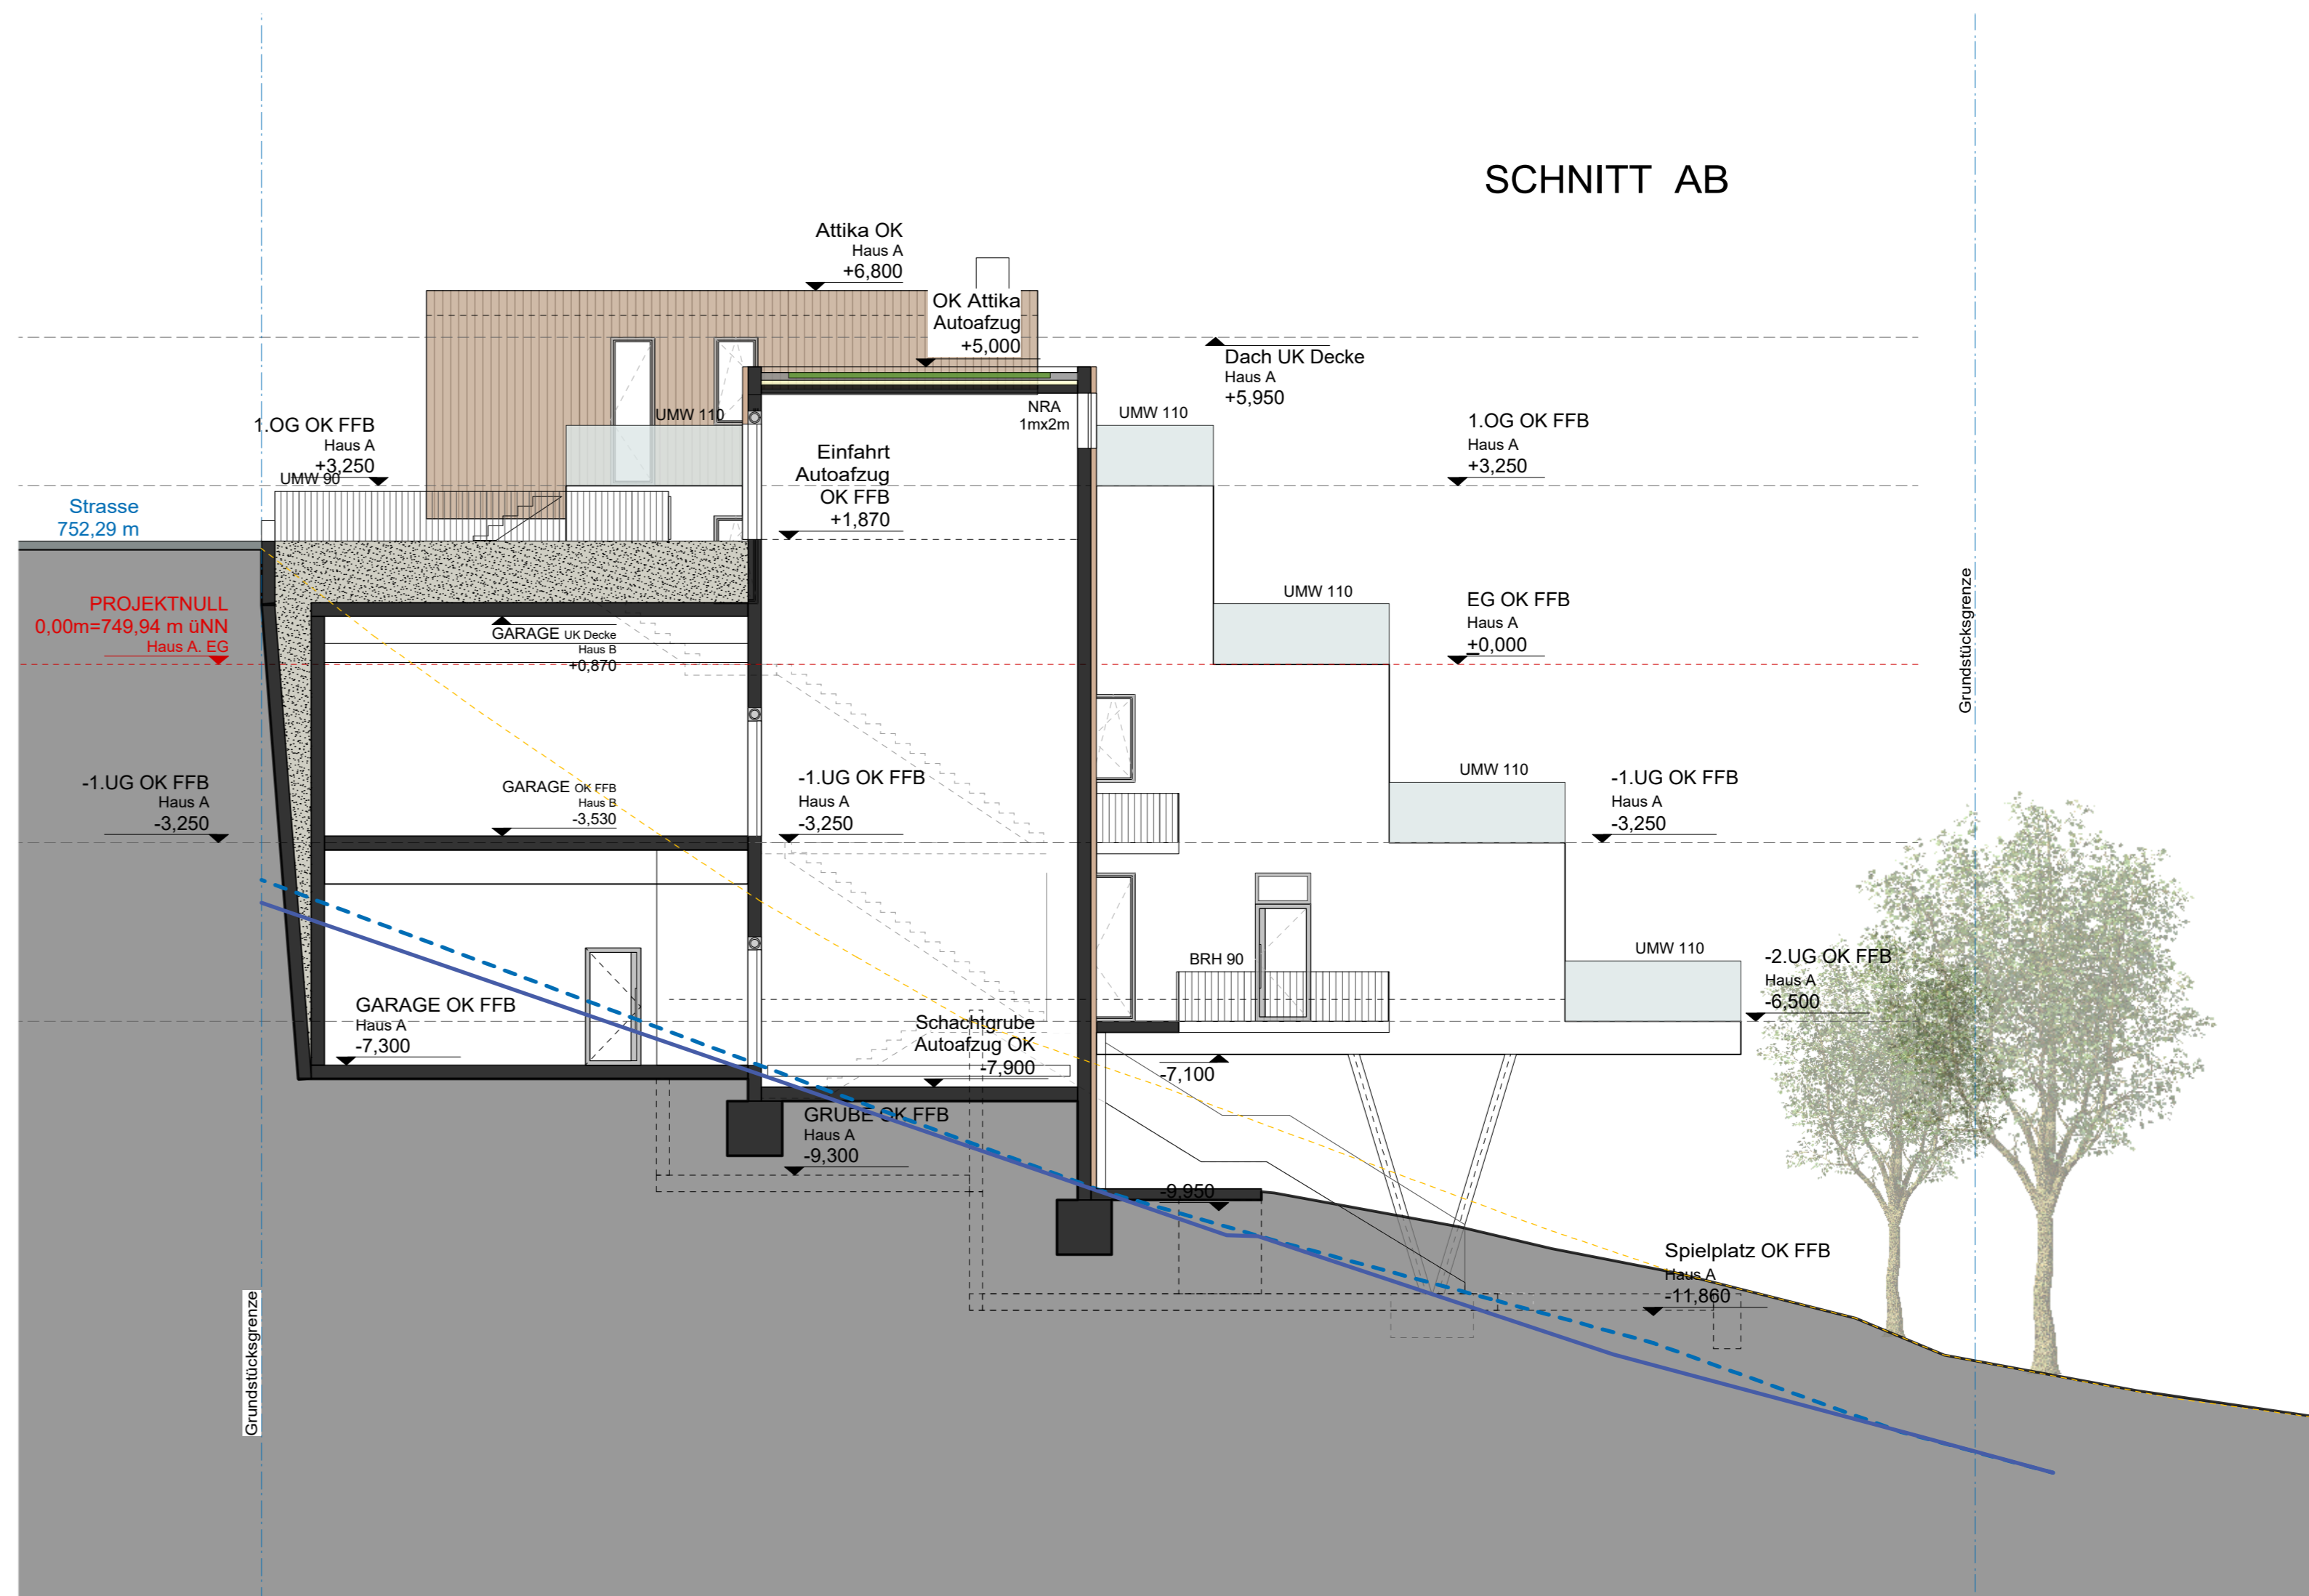 SCHNITT AB
Attika OK
Haus A
+6,800
OK Attika
Autoafzug
+5,000
Dach UK Decke
Haus A
+5,950
1.OG OK FFB
Haus A
+3,250
UMW 90
UMW 110
NRA
1mx2m
UMW 110
1.OG OK FFB
Haus A
+3,250
Einfahrt
Autoafzug
OK FFB
+1,870
Strasse
752,29 m
PROJEKTNULL
0,00m=749,94 m üNN
Haus A. EG
GARAGE UK Decke
Haus B
+0,870
UMW 110
EG OK FFB
Haus A
±0,000
Grundstücksgrenze
-1.UG OK FFB
Haus A
-3,250
GARAGE OK FFB
Haus B
-3,530
-1.UG OK FFB
Haus A
-3,250
UMW 110
-1.UG OK FFB
Haus A
-3,250
BRH 90
UMW 110
-2.UG OK FFB
Haus A
-6,500
GARAGE OK FFB
Haus A
-7,300
Schachtgrube
Autoafzug OK
-7,900
-7,100
GRUBE OK FFB
Haus A
-9,300
-9,950
Spielplatz OK FFB
Haus A
-11,860
Grundstücksgrenze